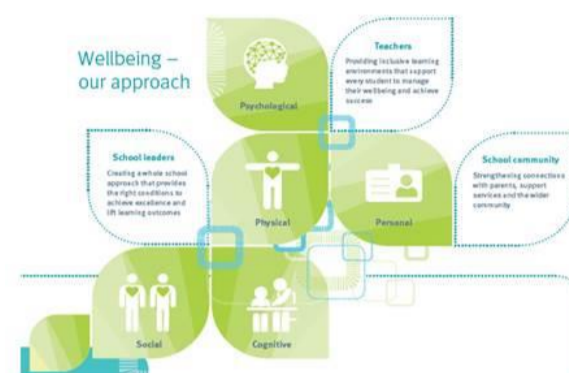 Wellbeing –
our approach
Psychological
Teachers
Providing inclusive learning
environments that support
every student to manage
their wellbeing and achieve
success
School leaders
Creating a whole school
approach that provides
the right conditions to
achieve excellence and
lift learning outcomes
Physical
Personal
School community
Strengthening connections
with parents, support
services and the wider
community
Social
Cognitive